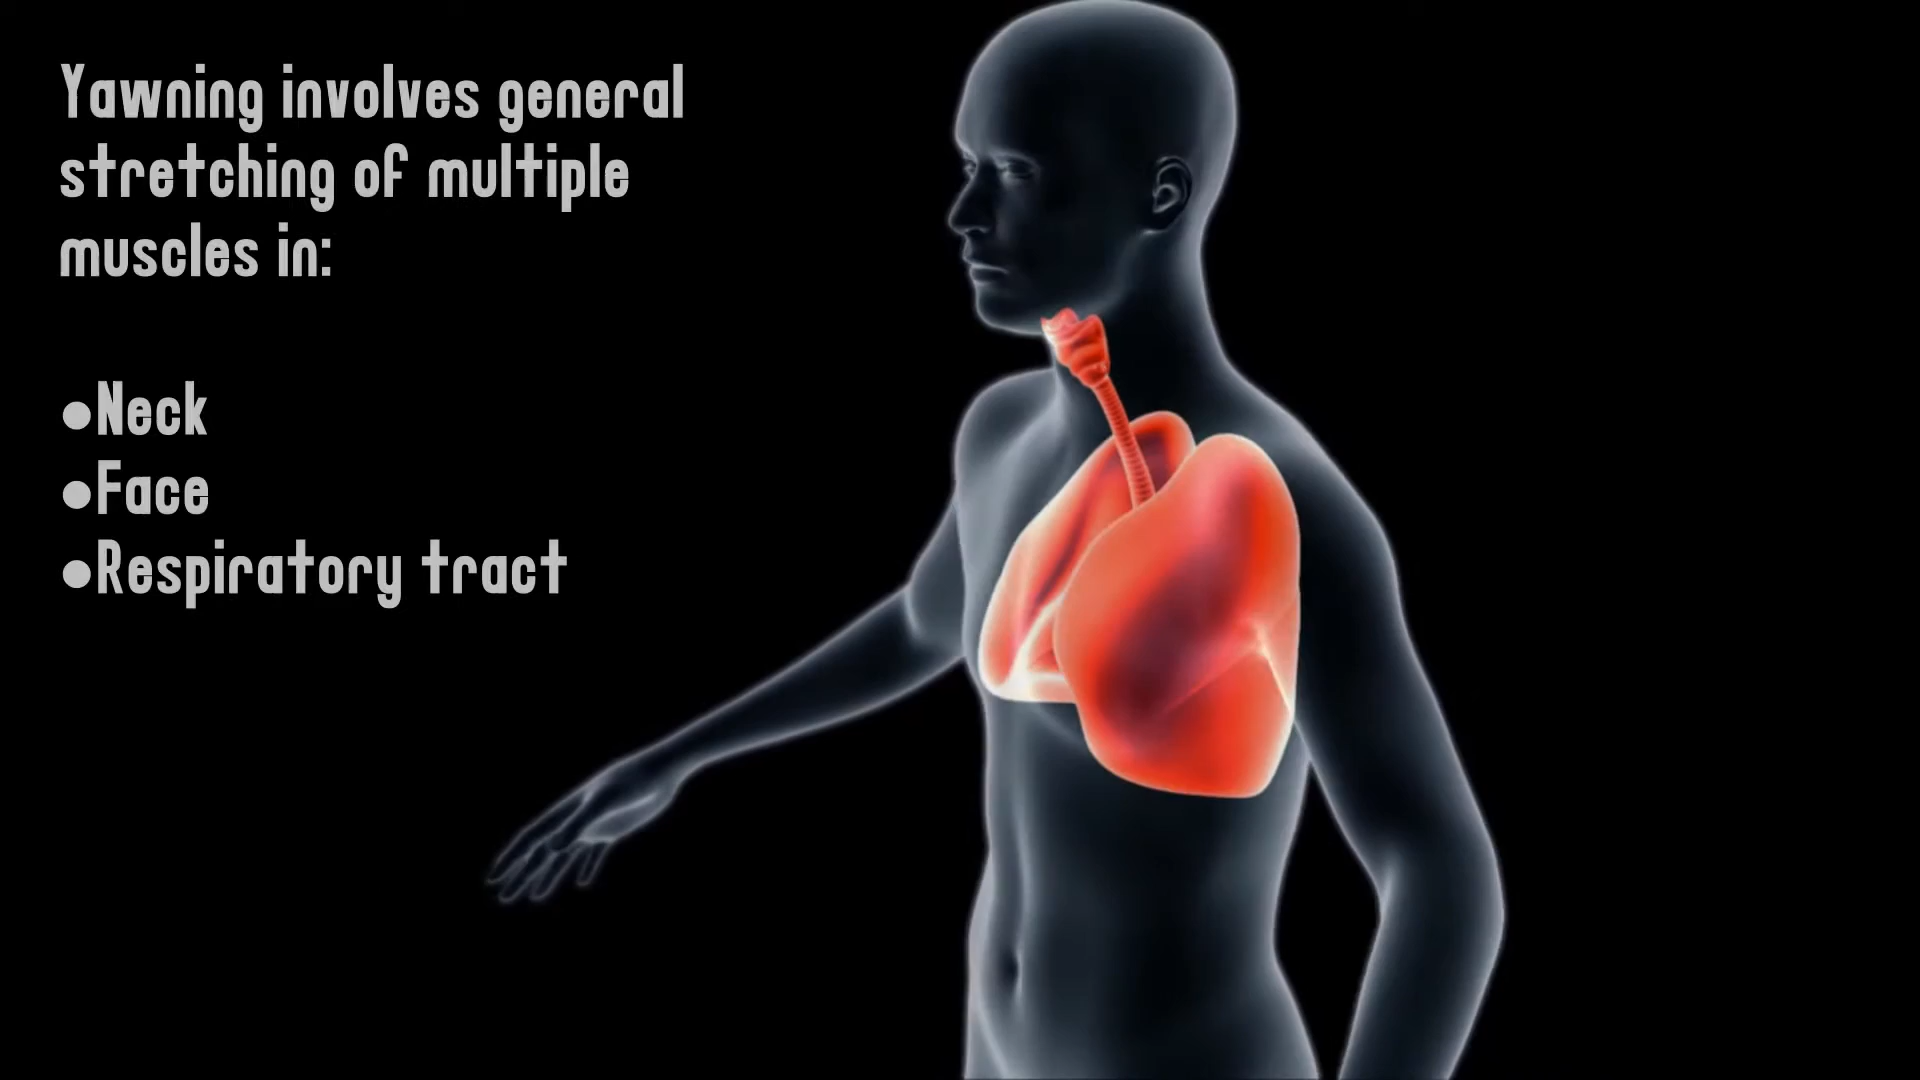 Yawning involves general
stretching of multiple
muscles in:
●Neck
●Face
●Respiratory tract